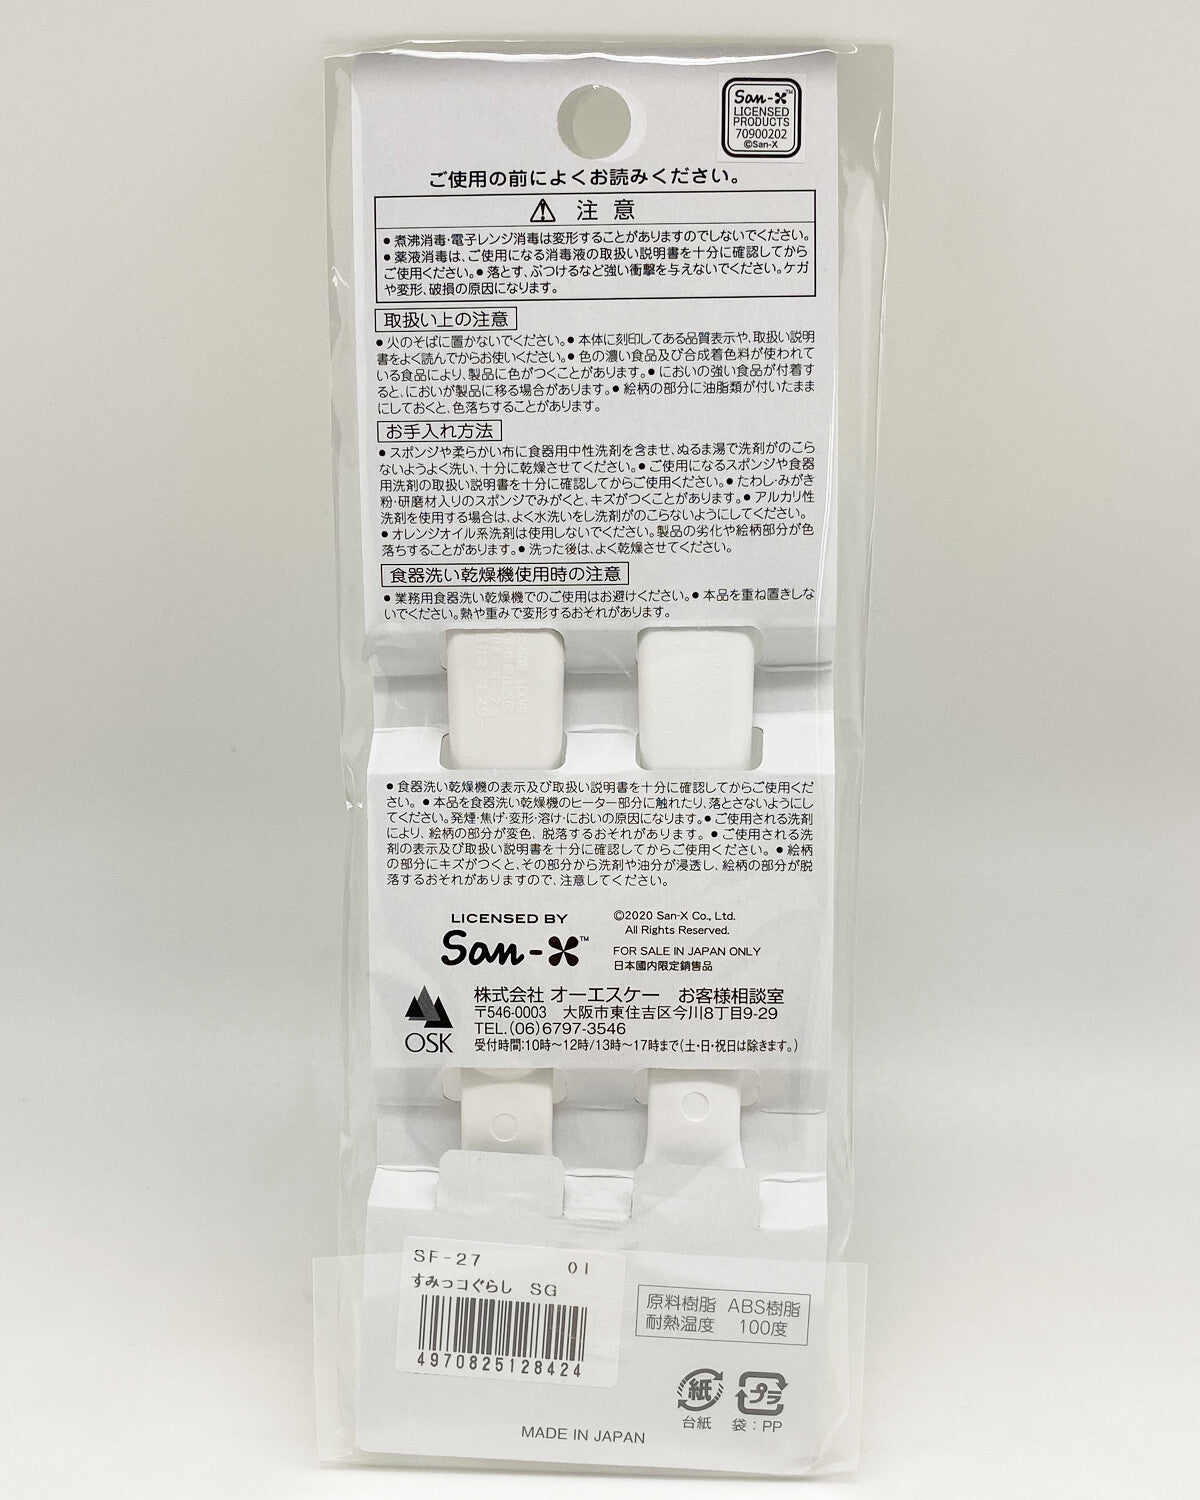 San-X™
LICENSED
PRODUCTS
70900202
©San-X
ご使用の前によくお読みください。
⚠ 注意
●煮沸消毒・電子レンジ消毒は変形することがありますのでしないでください。
●薬液消毒は、ご使用になる消毒液の取扱い説明書を十分に確認してから
ご使用ください。●落とす、ぶつけるなど強い衝撃を与えないでください。ケガ
や変形、破損の原因になります。
取扱い上の注意
●火のそばに置かないでください。●本体に刻印してある品質表示や、取扱い説明
書をよく読んでからお使いください。●色の濃い食品及び合成着色料が使われて
いる食品により、製品に色がつくことがあります。●においの強い食品が付着す
ると、においが製品に移る場合があります。●絵柄の部分に油脂類が付いたまま
にしておくと、色落ちすることがあります。
お手入れ方法
●スポンジや柔らかい布に食器用中性洗剤を含ませ、ぬるま湯で洗剤がのこら
ないようよく洗い、十分に乾燥させてください。●ご使用になるスポンジや食器
用洗剤の取扱い説明書を十分に確認してからご使用ください。●たわし・みがき
粉・研磨材入りのスポンジでみがくと、キズがつくことがあります。●アルカリ性
洗剤を使用する場合は、よく水洗いをし洗剤がのこらないようにしてください。
●オレンジオイル系洗剤は使用しないでください。製品の劣化や絵柄部分が色
落ちすることがあります。●洗った後は、よく乾燥させてください。
食器洗い乾燥機使用時の注意
●業務用食器洗い乾燥機でのご使用はお避けください。●本品を重ね置きしな
いでください。熱や重みで変形するおそれがあります。
●食器洗い乾燥機の表示及び取扱い説明書を十分に確認してからご使用くだ
さい。●本品を食器洗い乾燥機のヒーター部分に触れたり、落とさないようにし
てください。発煙・焦げ・変形・溶け・においの原因になります。●ご使用される洗剤
により、絵柄の部分が変色、脱落するおそれがあります。●ご使用される洗
剤の表示及び取扱い説明書を十分に確認してからご使用ください。●絵柄
の部分にキズがつくと、その部分から洗剤や油分が浸透し、絵柄の部分が脱
落するおそれがありますので、注意してください。
LICENSED BY
San-X™
©2020 San-X Co., Ltd.
All Rights Reserved.
FOR SALE IN JAPAN ONLY
日本國內限定銷售品
OSK
株式会社 オーエスケー お客様相談室
〒546-0003 大阪市東住吉区今川8丁目9-29
TEL.(06)6797-3546
受付時間:10時～12時/13時～17時まで(土・日・祝日は除きます。)
SF-27 01
すみっコぐらし SG
4970825128424
原料樹脂 ABS樹脂
耐熱温度 100度
紙 プラ
台紙 袋:PP
MADE IN JAPAN